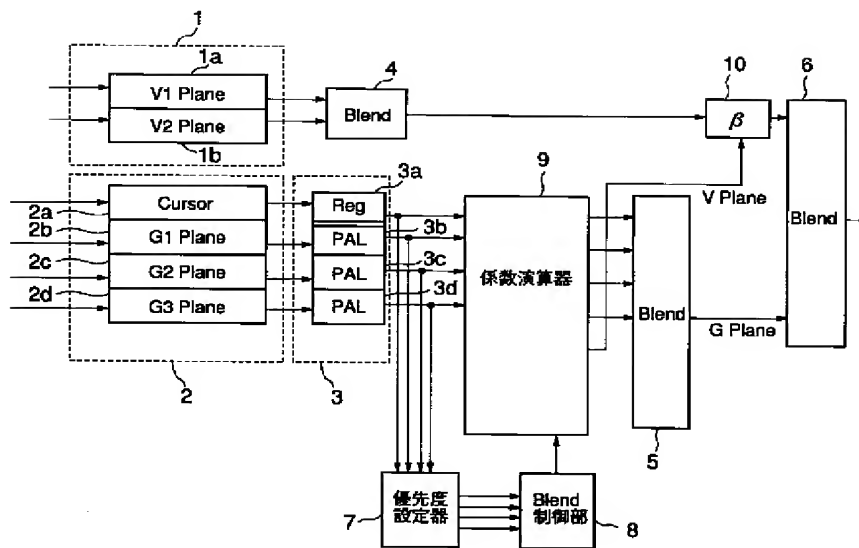 1
1a
V1 Plane
V2 Plane
1b
4
Blend
10
β
6
Blend
V Plane
2a
Cursor
2b
G1 Plane
2c
G2 Plane
2d
G3 Plane
2
3a
Reg
3b
PAL
3c
PAL
3d
PAL
3
9
係数演算器
Blend
5
G Plane
優先度
設定器
7
Blend
制御部
8